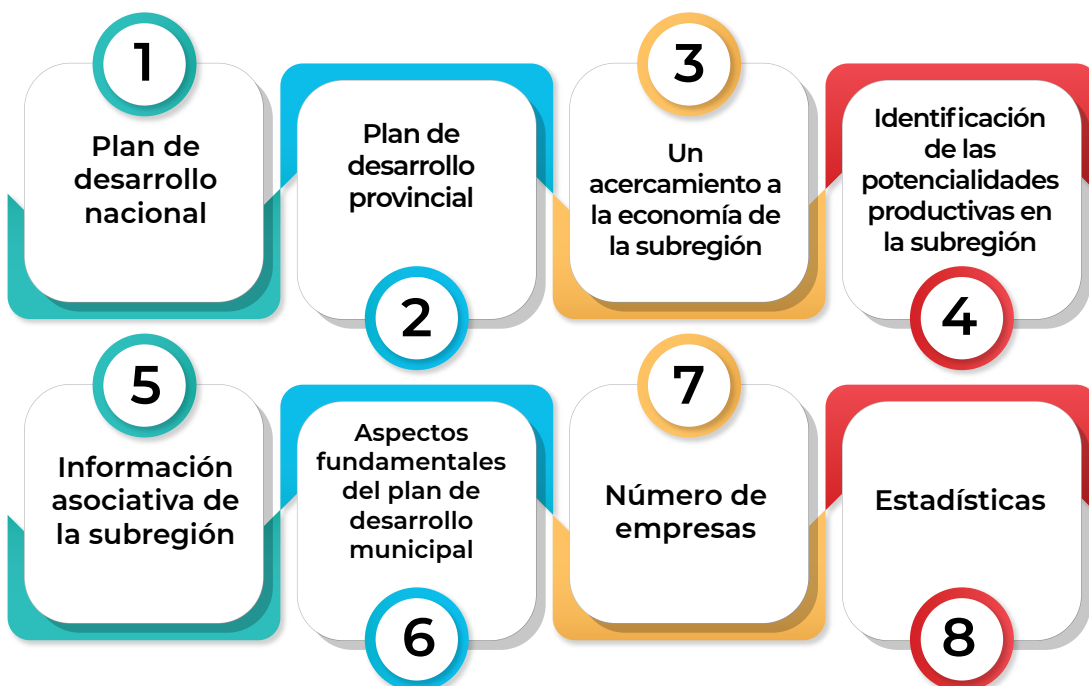 1
Plan de
desarrollo
nacional
Plan de
desarrollo
provincial
2
3
Un
acercamiento a
la economía de
la subregión
Identificación
de las
potencialidades
productivas en
la subregión
4
5
Información
asociativa de
la subregión
Aspectos
fundamentales
del plan de
desarrollo
municipal
6
7
Número de
empresas
Estadísticas
8